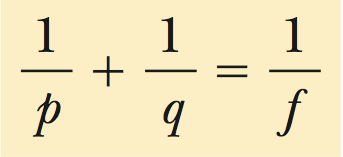 1/p + 1/q = 1/f